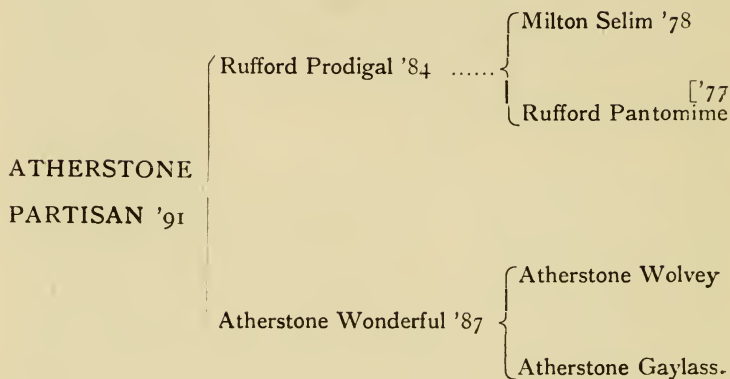 Milton Selim '78
Rufford Prodigal '84 ......
['77
Rufford Pantomime
ATHERSTONE
PARTISAN '91
Atherstone Wolvey
Atherstone Wonderful '87
Atherstone Gaylass.